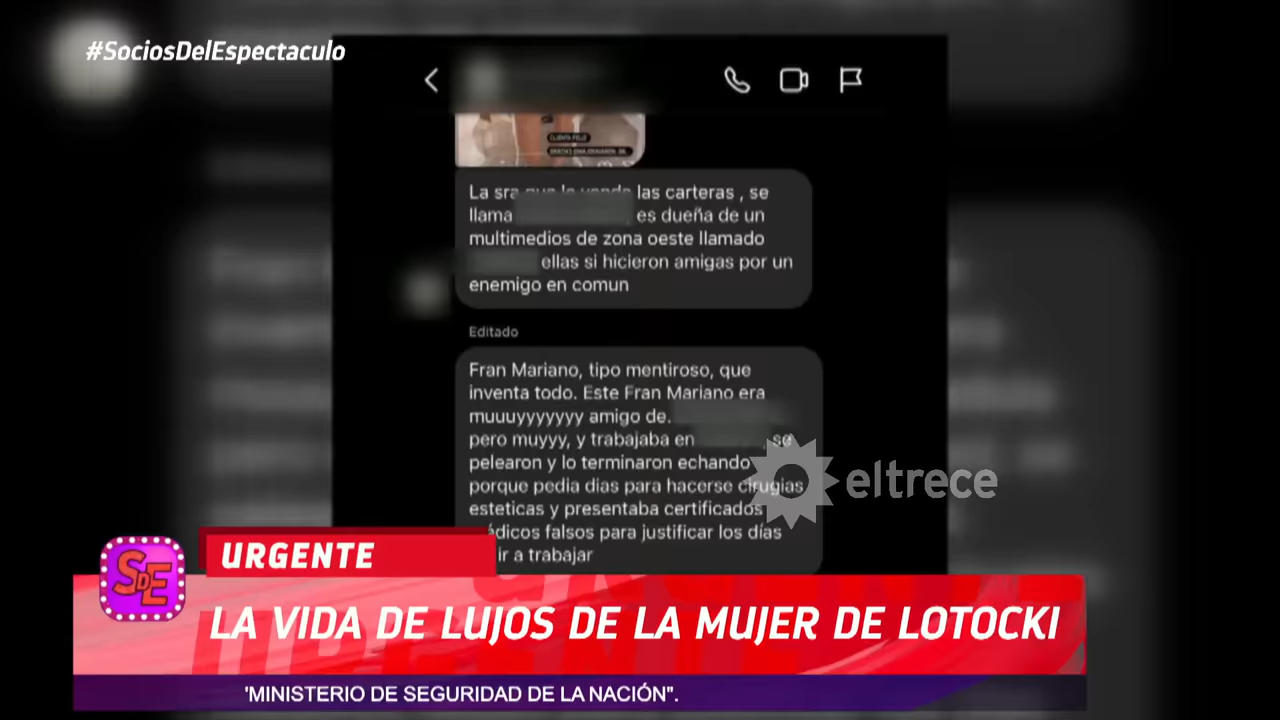 #SociosDelEspectaculo
CLIENTA FELIZ
La sra que le vende las carteras , se
llama es dueña de un
multimedios de zona oeste llamado
ellas si hicieron amigas por un
enemigo en comun
Editado
Fran Mariano, tipo mentiroso, que
inventa todo. Este Fran Mariano era
muuuyyyyyyy amigo de.
pero muyyy, y trabajaba en , se
pelearon y lo terminaron echando
porque pedia dias para hacerse cirugias
esteticas y presentaba certificados
édicos falsos para justificar los días
ir a trabajar
eltrece
URGENTE
SDE
LA VIDA DE LUJOS DE LA MUJER DE LOTOCKI
'MINISTERIO DE SEGURIDAD DE LA NACIÓN".